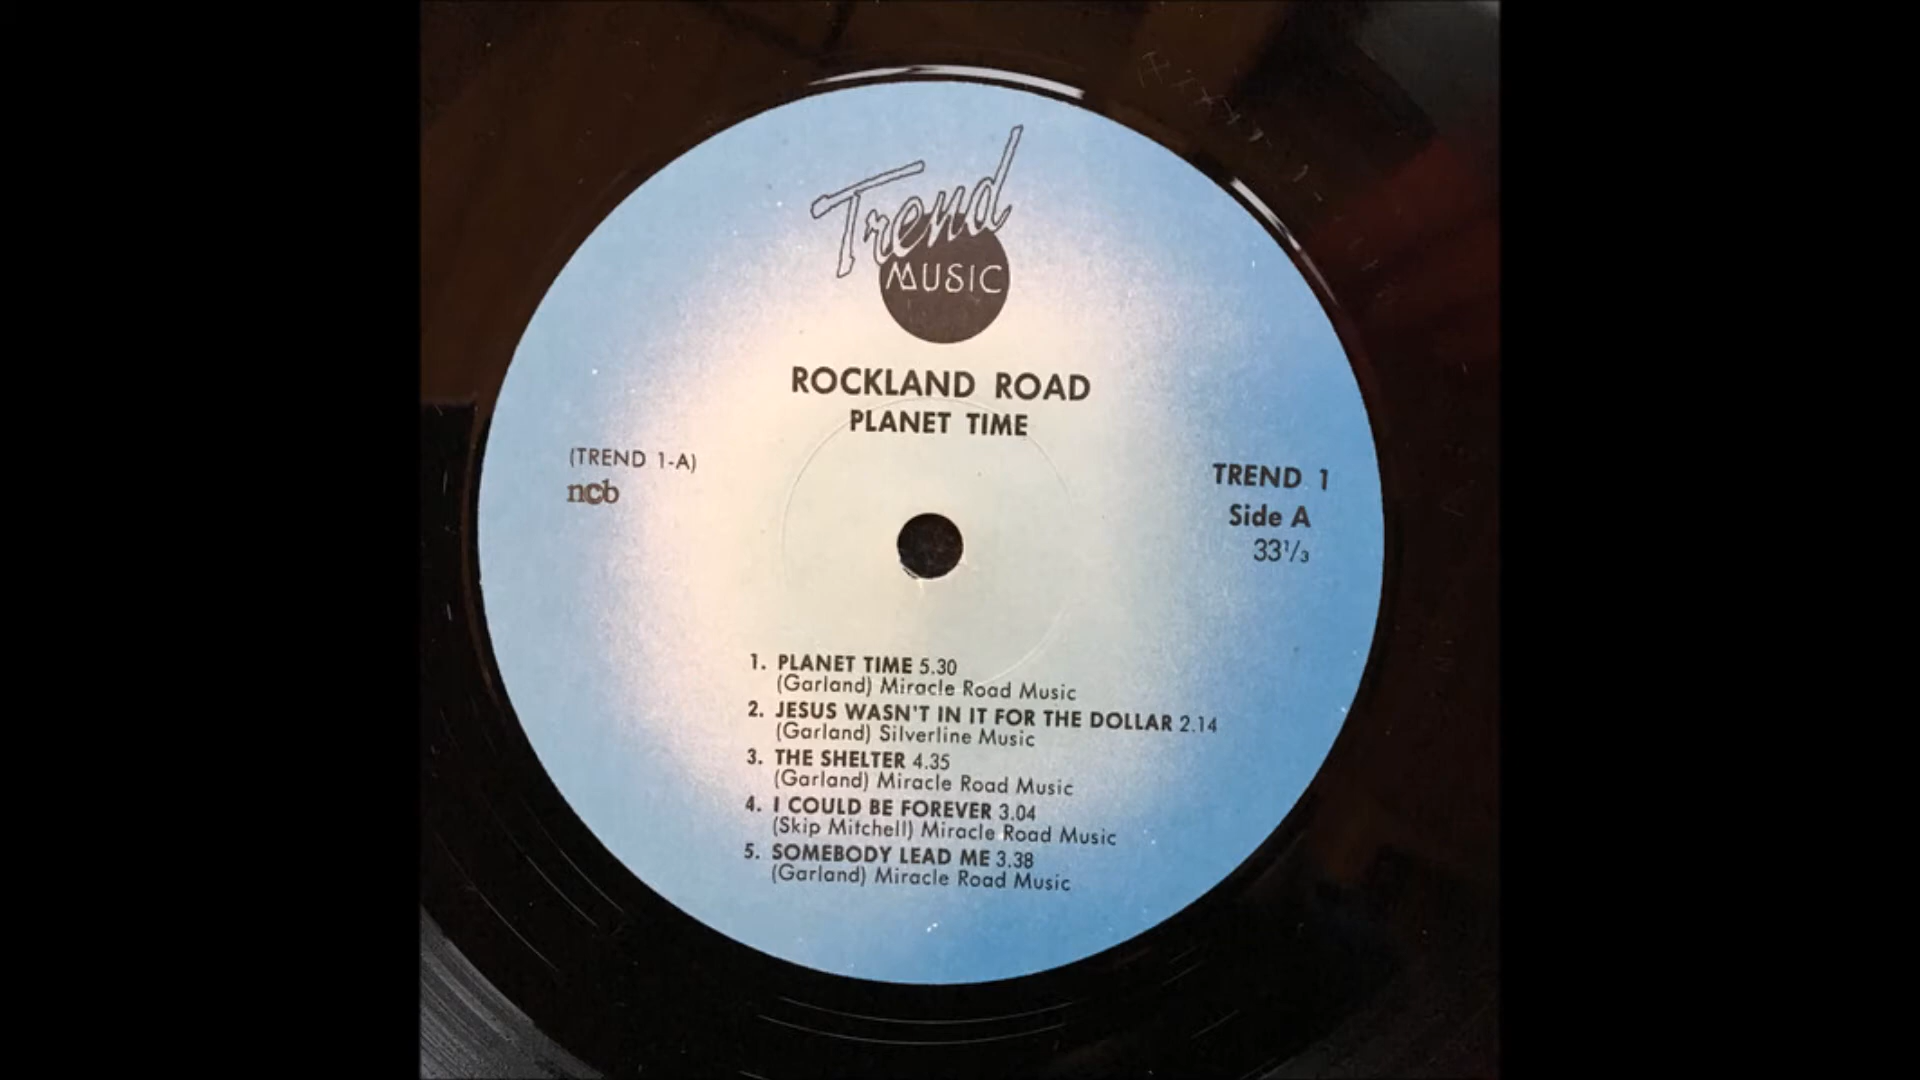 Trend
MUSIC
ROCKLAND ROAD
PLANET TIME
(TREND 1-A)
ncb
TREND 1
Side A
33 1/3
1. PLANET TIME 5.30
(Garland) Miracle Road Music
2. JESUS WASN'T IN IT FOR THE DOLLAR 2.14
(Garland) Silverline Music
3. THE SHELTER 4.35
(Garland) Miracle Road Music
4. I COULD BE FOREVER 3.04
(Skip Mitchell) Miracle Road Music
5. SOMEBODY LEAD ME 3.38
(Garland) Miracle Road Music